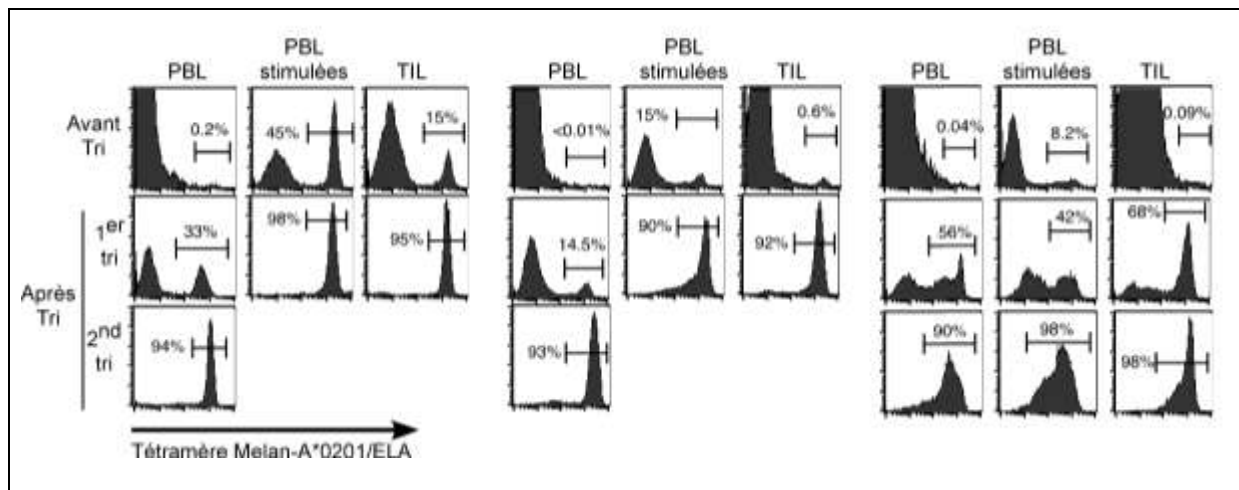 PBL
PBL stimulées
TIL
PBL
PBL stimulées
TIL
PBL
PBL stimulées
TIL
Avant Tri
0.2%
45%
15%
<0.01%
15%
0.6%
0.04%
8.2%
0.09%
Après Tri
1er tri
33%
98%
95%
14.5%
90%
92%
56%
42%
68%
2nd tri
94%
93%
90%
98%
98%
Tétramère Melan-A*0201/ELA